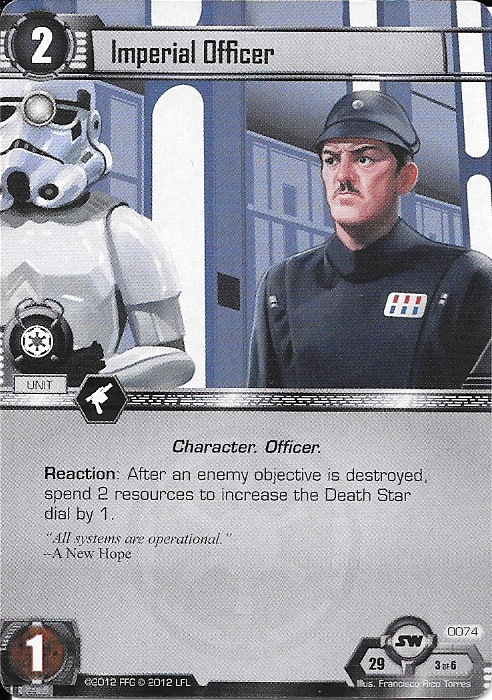 2
Imperial Officer
UNIT
Character. Officer.
Reaction: After an enemy objective is destroyed,
spend 2 resources to increase the Death Star
dial by 1.
“All systems are operational.”
–A New Hope
1
SW
0074
29
3 OF 6
©2012 FFG © 2012 LFL
Illus. Francisco Rico Torres